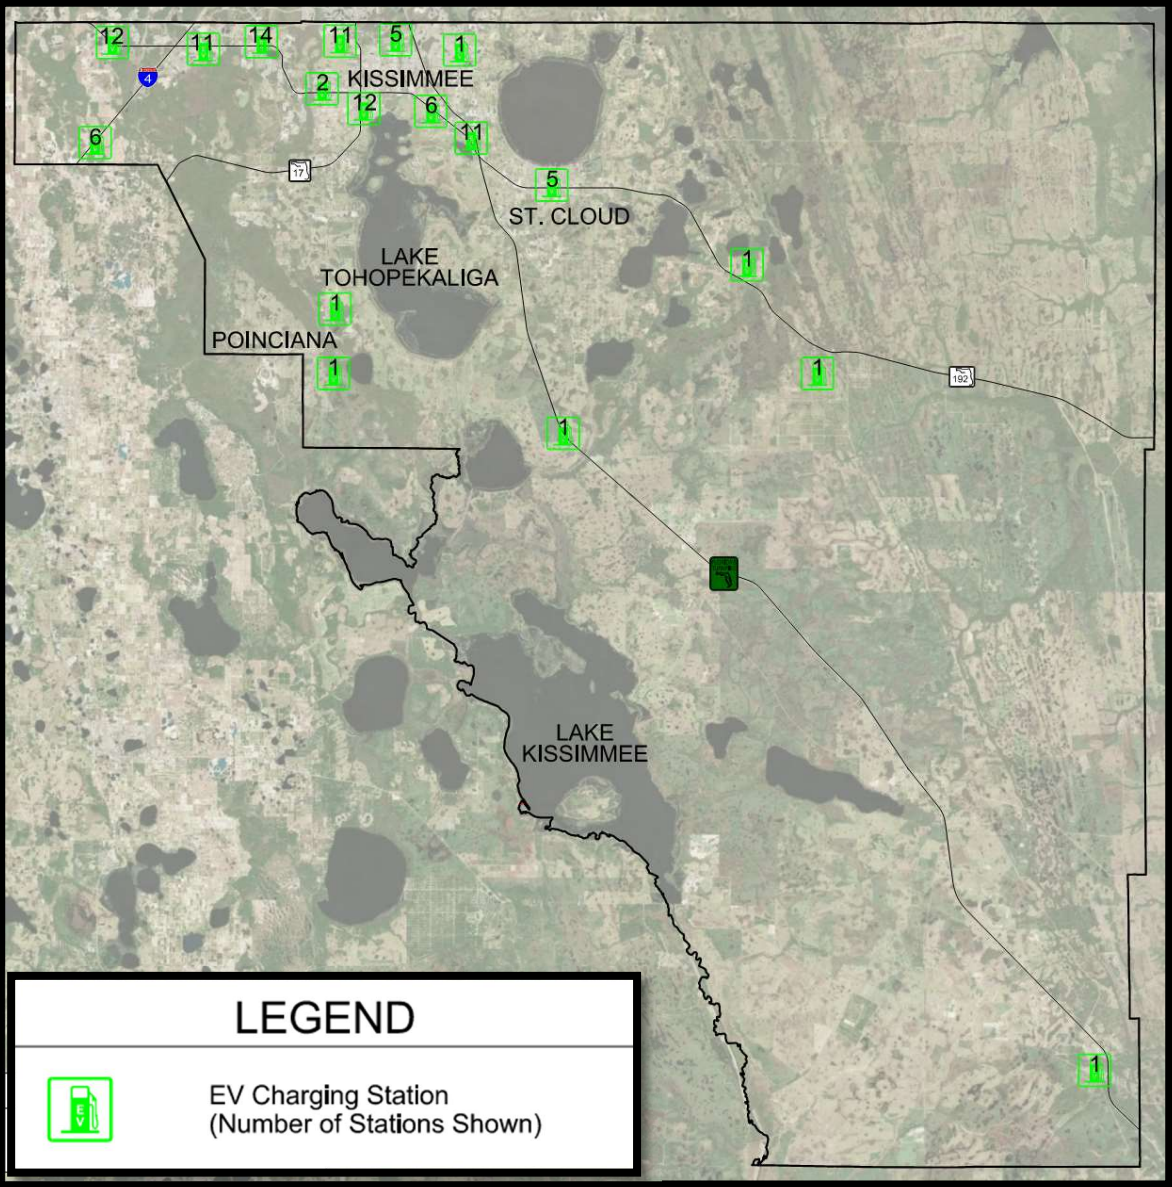 12
11
14
11
5
1
4
2
KISSIMMEE
12
6
11
6
17
5
ST. CLOUD
LAKE
TOHOPEKALIGA
1
1
POINCIANA
1
1
192
1
LAKE
KISSIMMEE
1
LEGEND
EV
EV Charging Station
(Number of Stations Shown)